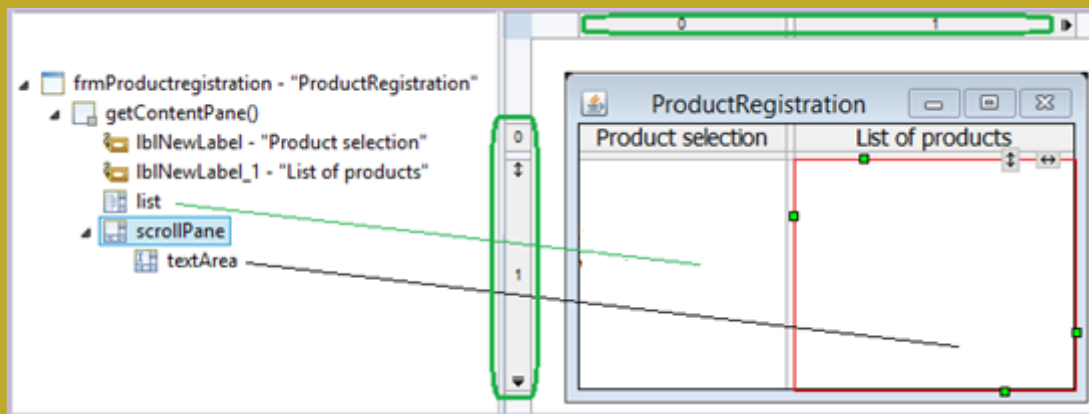 0 1
frmProductregistration - "ProductRegistration"
getContentPane()
lblNewLabel - "Product selection"
lblNewLabel_1 - "List of products"
list
scrollPane
textArea
0
1
ProductRegistration
Product selection List of products